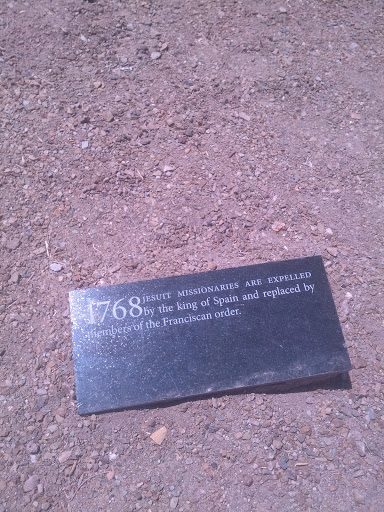 1768 JESUIT MISSIONARIES ARE EXPELLED
by the king of Spain and replaced by
members of the Franciscan order.